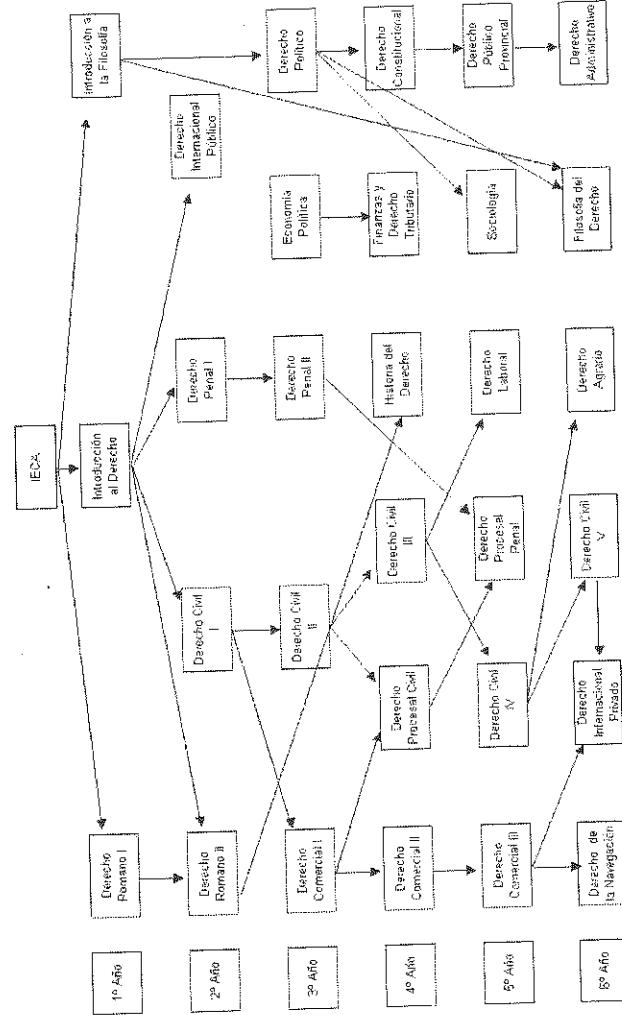 IECA
1º Año
Derecho
Romano I
Introducción
al Derecho
Introducción a
la Filosofía
2º Año
Derecho
Romano II
Derecho Civil
I
Derecho
Penal I
Derecho
Internacional
Público
3º Año
Derecho
Comercial I
Derecho Civil
II
Derecho
Penal II
Economía
Política
Derecho
Político
4º Año
Derecho
Comercial II
Derecho
Procesal Civil
Derecho Civil
III
Historia del
Derecho
Finanzas y
Derecho
Tributario
Derecho
Constitucional
5º Año
Derecho
Comercial III
Derecho Civil
IV
Derecho
Procesal
Penal
Derecho
Laboral
Sociología
Derecho
Público
Provincial
6º Año
Derecho de
la Navegación
Derecho
Internacional
Privado
Derecho Civil
V
Derecho
Agrario
Filosofía del
Derecho
Derecho
Administrativo